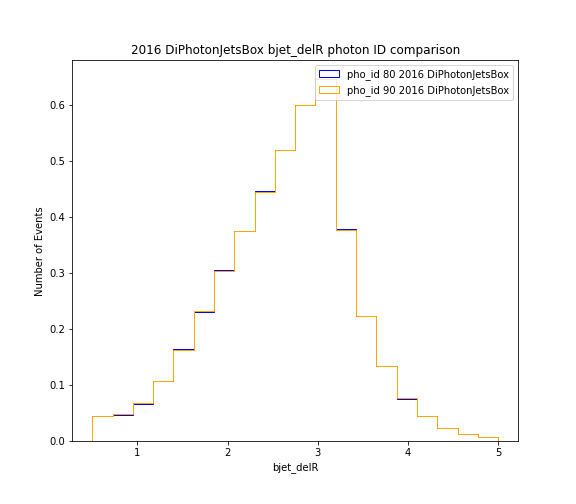 2016 DiPhotonJetsBox bjet_delR photon ID comparison
pho_id 80 2016 DiPhotonJetsBox
pho_id 90 2016 DiPhotonJetsBox
Number of Events
0.6
0.5
0.4
0.3
0.2
0.1
0.0
1 2 3 4 5
bjet_delR